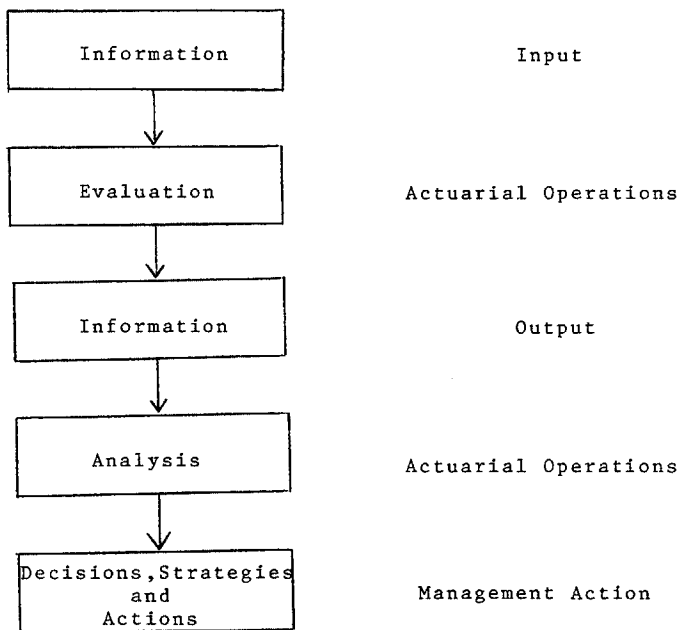 Information Input
Evaluation Actuarial Operations
Information Output
Analysis Actuarial Operations
Decisions,Strategies
and
Actions
Management Action